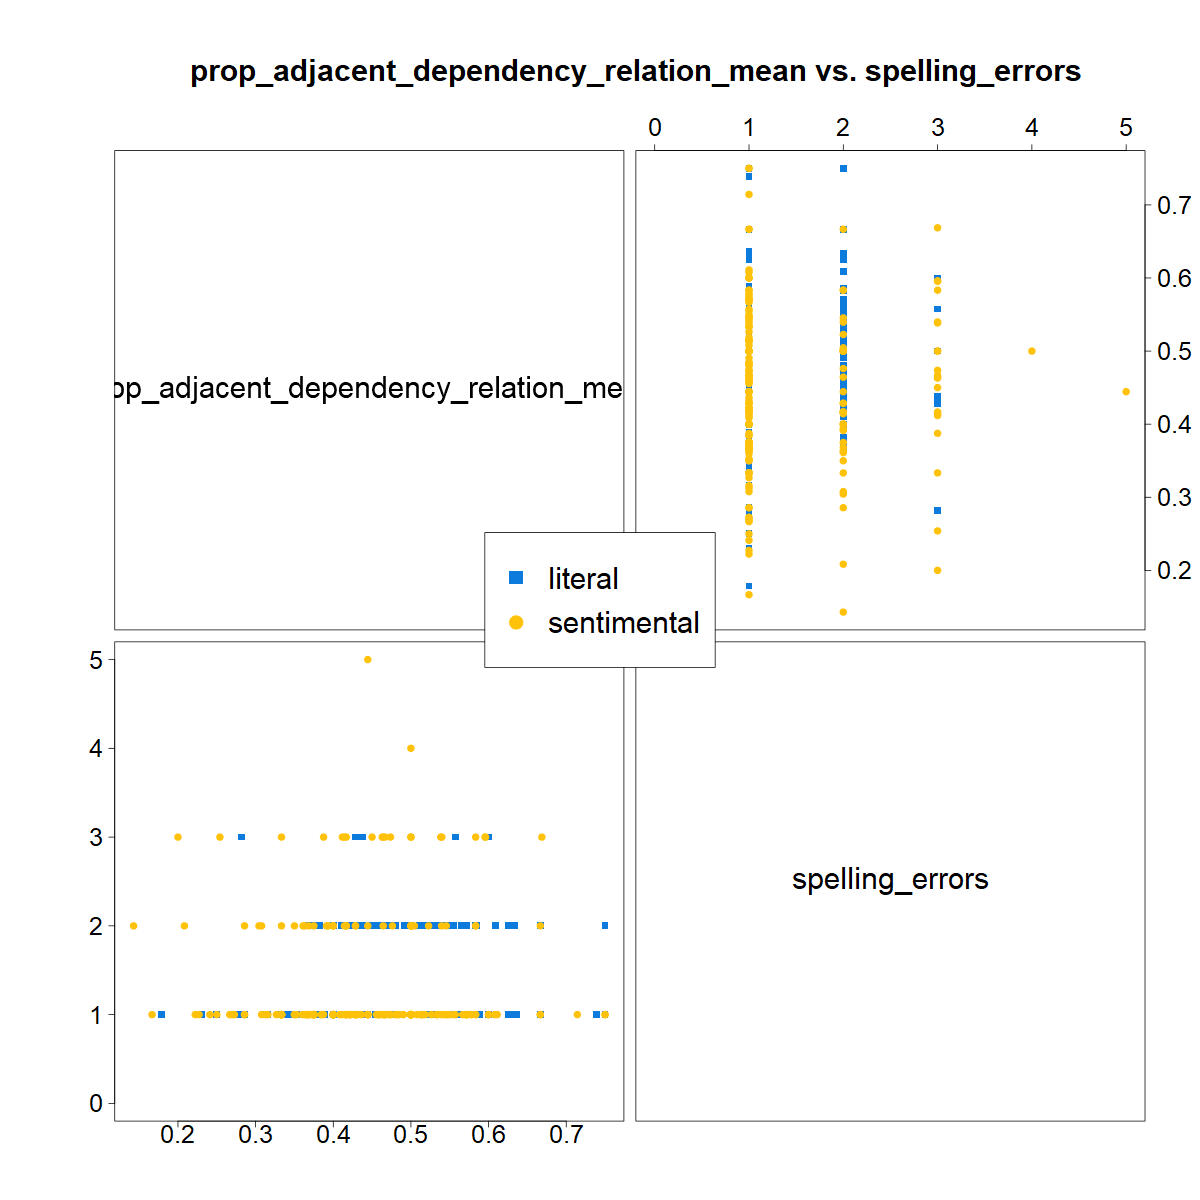 prop_adjacent_dependency_relation_mean vs. spelling_errors
0 1 2 3 4 5
op_adjacent_dependency_relation_me
0.7
0.6
0.5
0.4
0.3
0.2
literal
sentimental
5
4
3
2
1
0
spelling_errors
0.2 0.3 0.4 0.5 0.6 0.7